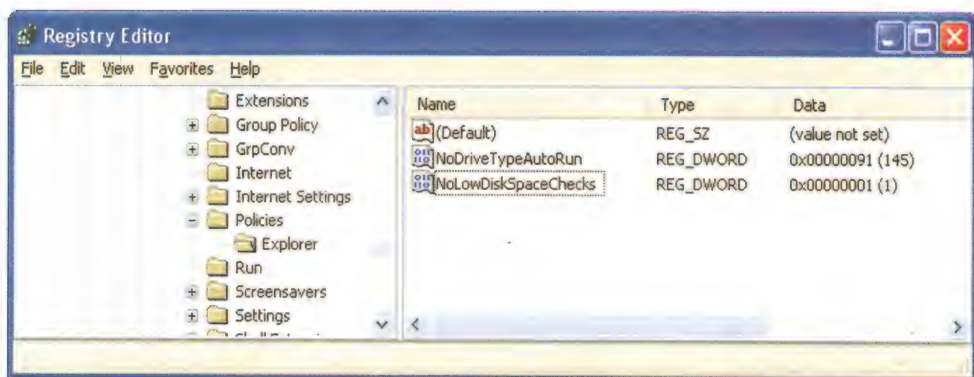 Registry Editor
File Edit View Favorites Help
Extensions
Group Policy
GrpConv
Internet
Internet Settings
Policies
Explorer
Run
Screensavers
Settings
Name Type Data
(Default) REG_SZ (value not set)
NoDriveTypeAutoRun REG_DWORD 0x00000091 (145)
NoLowDiskSpaceChecks REG_DWORD 0x00000001 (1)